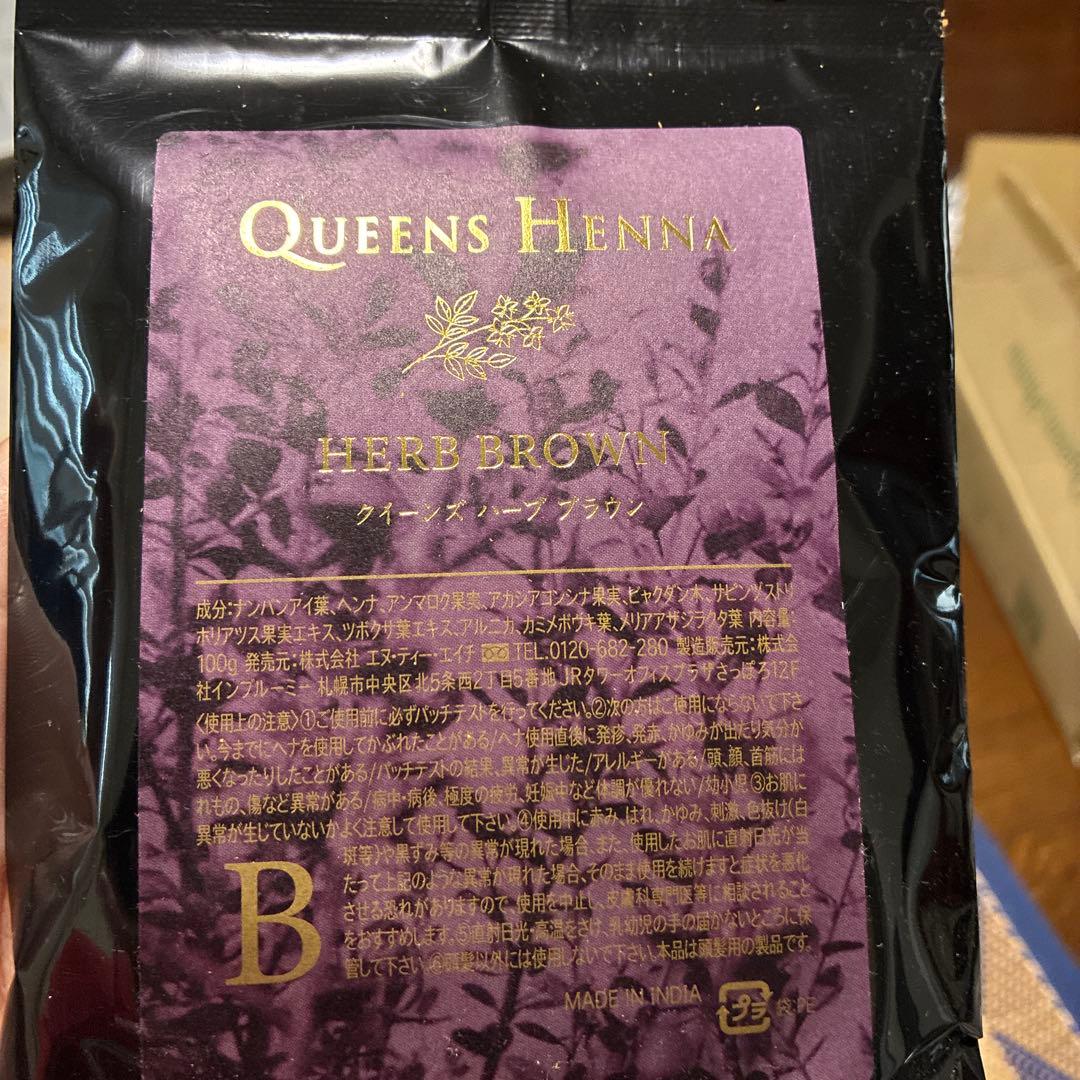 QUEENS HENNA
HERB BROWN
クイーンズ ハーブ ブラウン
成分:ナンバンアイ葉、ヘンナ、アンマロク果実、アカシアコンシナ果実、ビャクダン木、サピンヅストリ
ホリアツス果実エキス、ツボクサ葉エキス、アルニカ、カミメボウキ葉、メリアアザジラクタ葉 内容量:
100g 発売元:株式会社 エヌ・ティー・エイチ TEL.0120-682-280 製造販売元:株式会
社インフルーミー 札幌市中央区北5条西2丁目5番地JRタワーオフィスプラザさっぽろ12F
〈使用上の注意〉①ご使用前に必ずパッチテストを行ってください。②次の方はご使用にならないで下さ
い。今までにヘナを使用してかぶれたことがある/ヘナ使用直後に発疹、発赤、かゆみが出たり気分が
悪くなったりしたことがある/パッチテストの結果、異常が生じた/アレルギーがある/頭、顔、首筋には
れもの、傷など異常がある/病中・病後、極度の疲労、妊娠中など体調が優れない/幼小児 ③お肌に
異常が生じていないかよく注意して使用して下さい。④使用中に赤み、はれ、かゆみ、刺激、色抜け(白
斑等)や黒ずみ等の異常が現れた場合、また、使用したお肌に直射日光が当
たって上記のような異常が現れた場合、そのまま使用を続けますと症状を悪化
させる恐れがありますので、使用を中止し、皮膚科専門医等に相談されること
をおすすめします。⑤直射日光・高温をさけ、乳幼児の手の届かないところに保
管して下さい。⑥頭髪以外には使用しないで下さい。本品は頭髪用の製品です。
B
MADE IN INDIA プラ 袋:PE